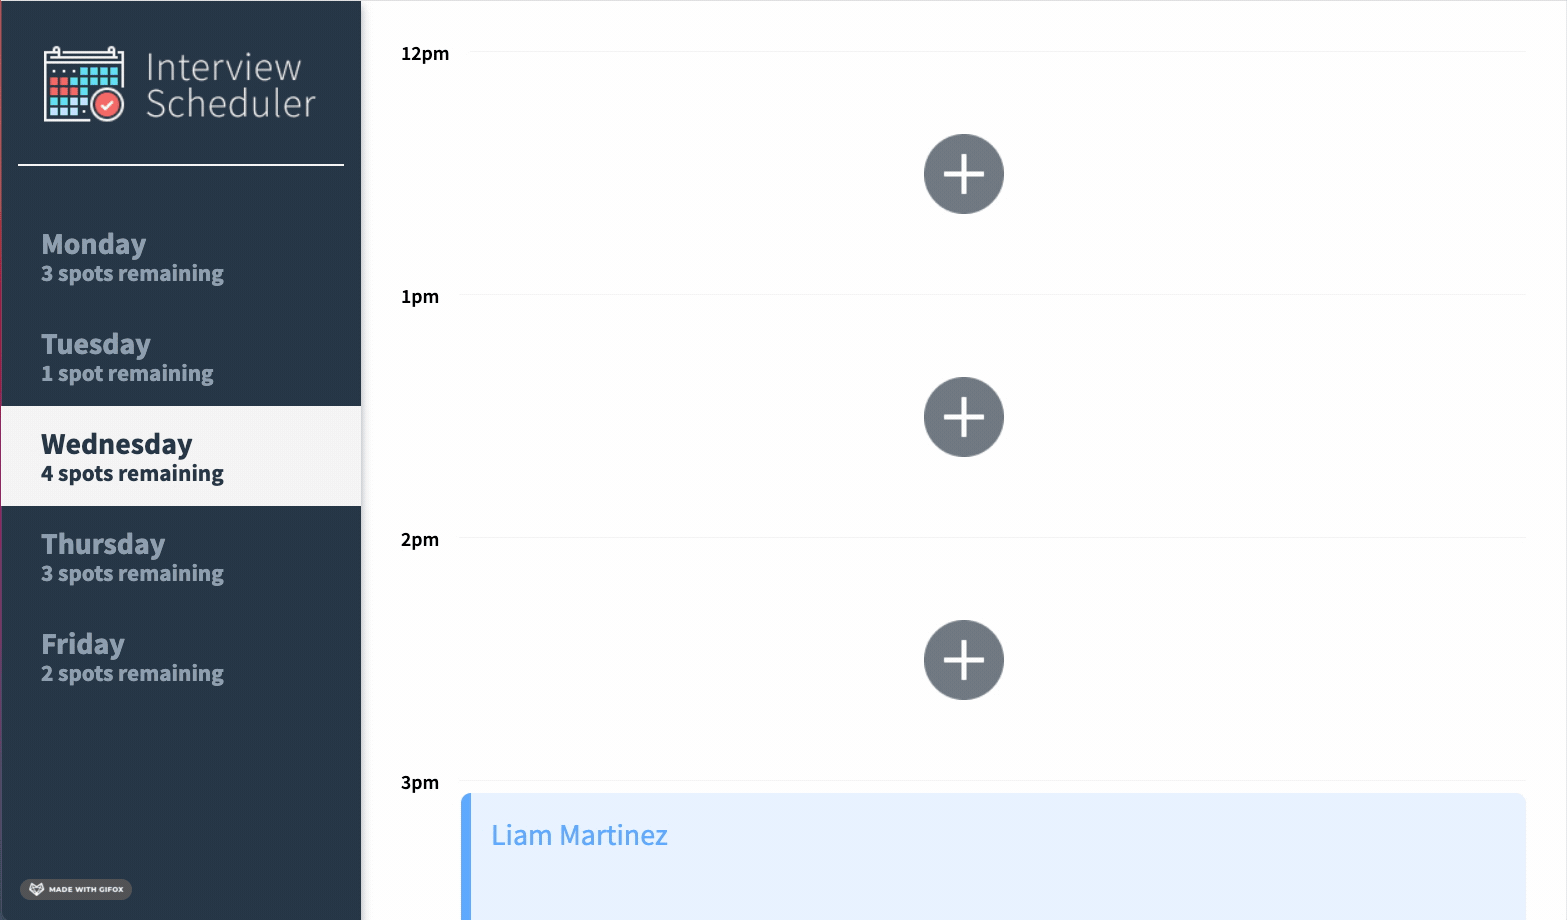 Interview
Scheduler
Monday
3 spots remaining
Tuesday
1 spot remaining
Wednesday
4 spots remaining
Thursday
3 spots remaining
Friday
2 spots remaining
MADE WITH GIFOX
12pm
1pm
2pm
3pm
Liam Martinez